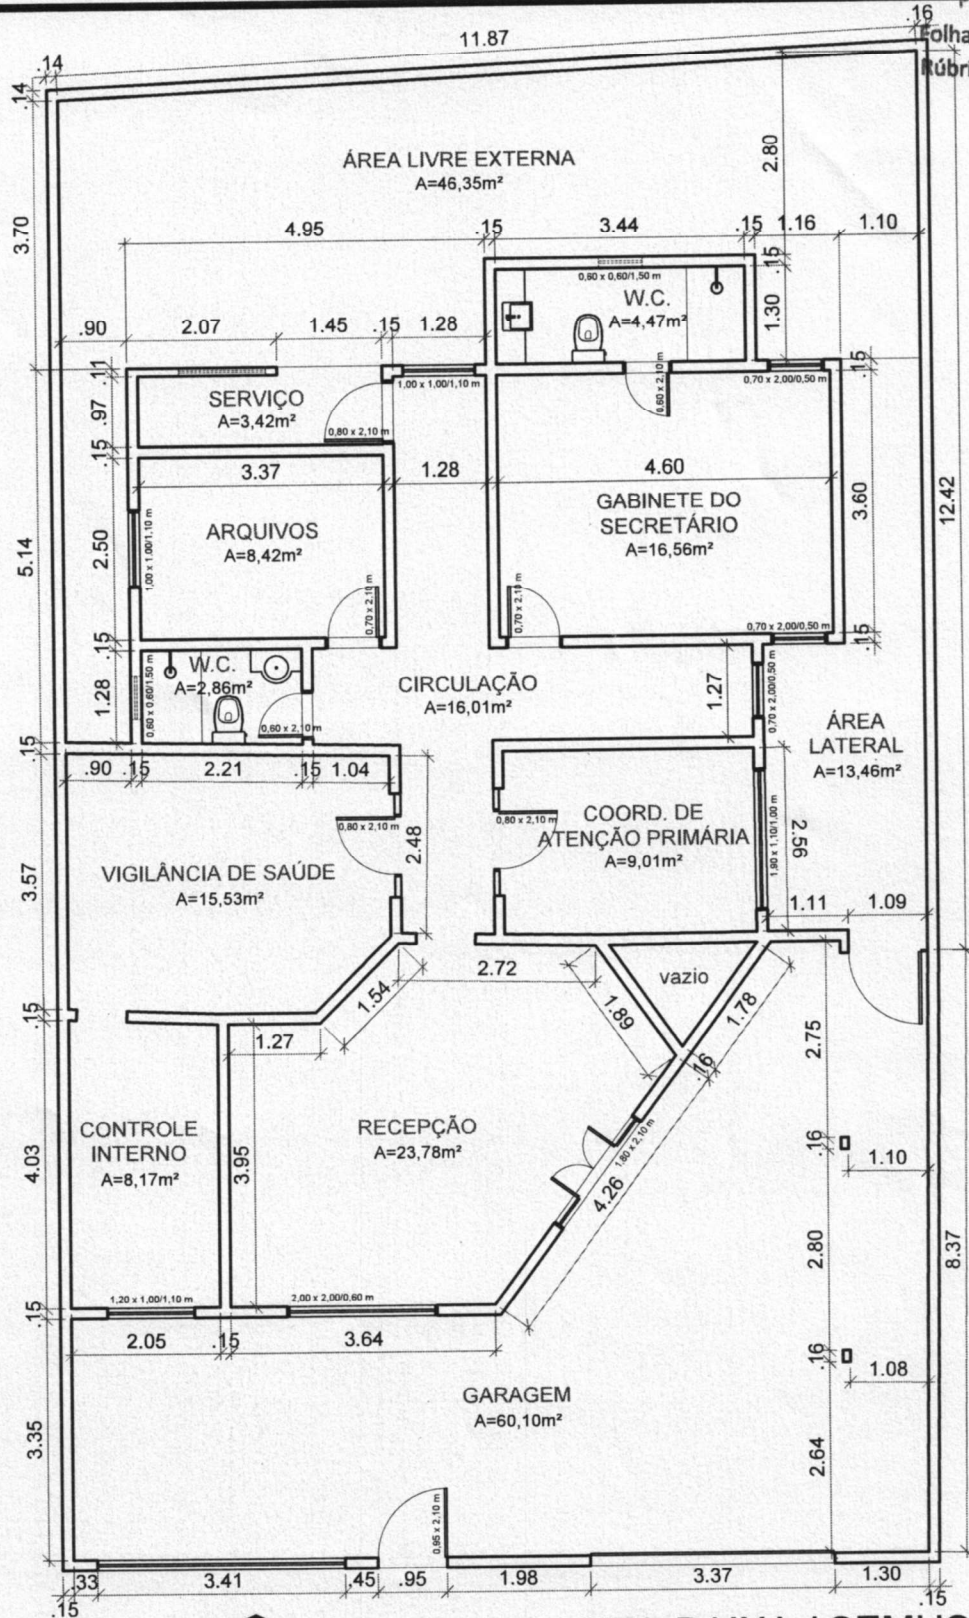 .16
Folha
Rúbri
11.87
.14
.14
2.80
ÁREA LIVRE EXTERNA
A=46,35m²
3.70
4.95
.15
3.44
.15
1.16
1.10
.15
0,60 x 0,60/1,50 m
W.C.
A=4,47m²
1.30
.90
2.07
1.45
.15
1.28
.11
1,00 x 1,00/1,10 m
0,60 x 2,10 m
0,70 x 2,00/0,50 m
.15
SERVIÇO
A=3,42m²
.97
0,80 x 2,10 m
.15
3.37
1.28
4.60
GABINETE DO
SECRETÁRIO
A=16,56m²
3.60
12.42
ARQUIVOS
A=8,42m²
5.14
2.50
1,00 x 1,00/1,10 m
0,70 x 2,10 m
0,70 x 2,10 m
0,70 x 2,00/0,50 m
.15
.15
W.C.
A=2,86m²
1.28
0,60 x 0,60/1,50 m
0,60 x 2,10 m
CIRCULAÇÃO
A=16,01m²
1.27
0,70 x 2,00/0,50 m
ÁREA
LATERAL
A=13,46m²
.15
.90
.15
2.21
.15
1.04
0,80 x 2,10 m
2.48
0,80 x 2,10 m
COORD. DE
ATENÇÃO PRIMÁRIA
A=9,01m²
1,90 x 1,10/1,00 m
2.56
VIGILÂNCIA DE SAÚDE
A=15,53m²
3.57
1.11
1.09
2.72
vazio
1.54
1.89
1.78
2.75
.15
1.27
.16
CONTROLE
INTERNO
A=8,17m²
4.03
3.95
RECEPÇÃO
A=23,78m²
1,80 x 2,10 m
4.26
.16
1.10
2.80
8.37
.15
1,20 x 1,00/1,10 m
2,00 x 2,00/0,60 m
2.05
.15
3.64
.16
1.08
GARAGEM
A=60,10m²
3.35
2.64
0,95 x 2,10 m
.33
3.41
.45
.95
1.98
3.37
1.30
.15
.15